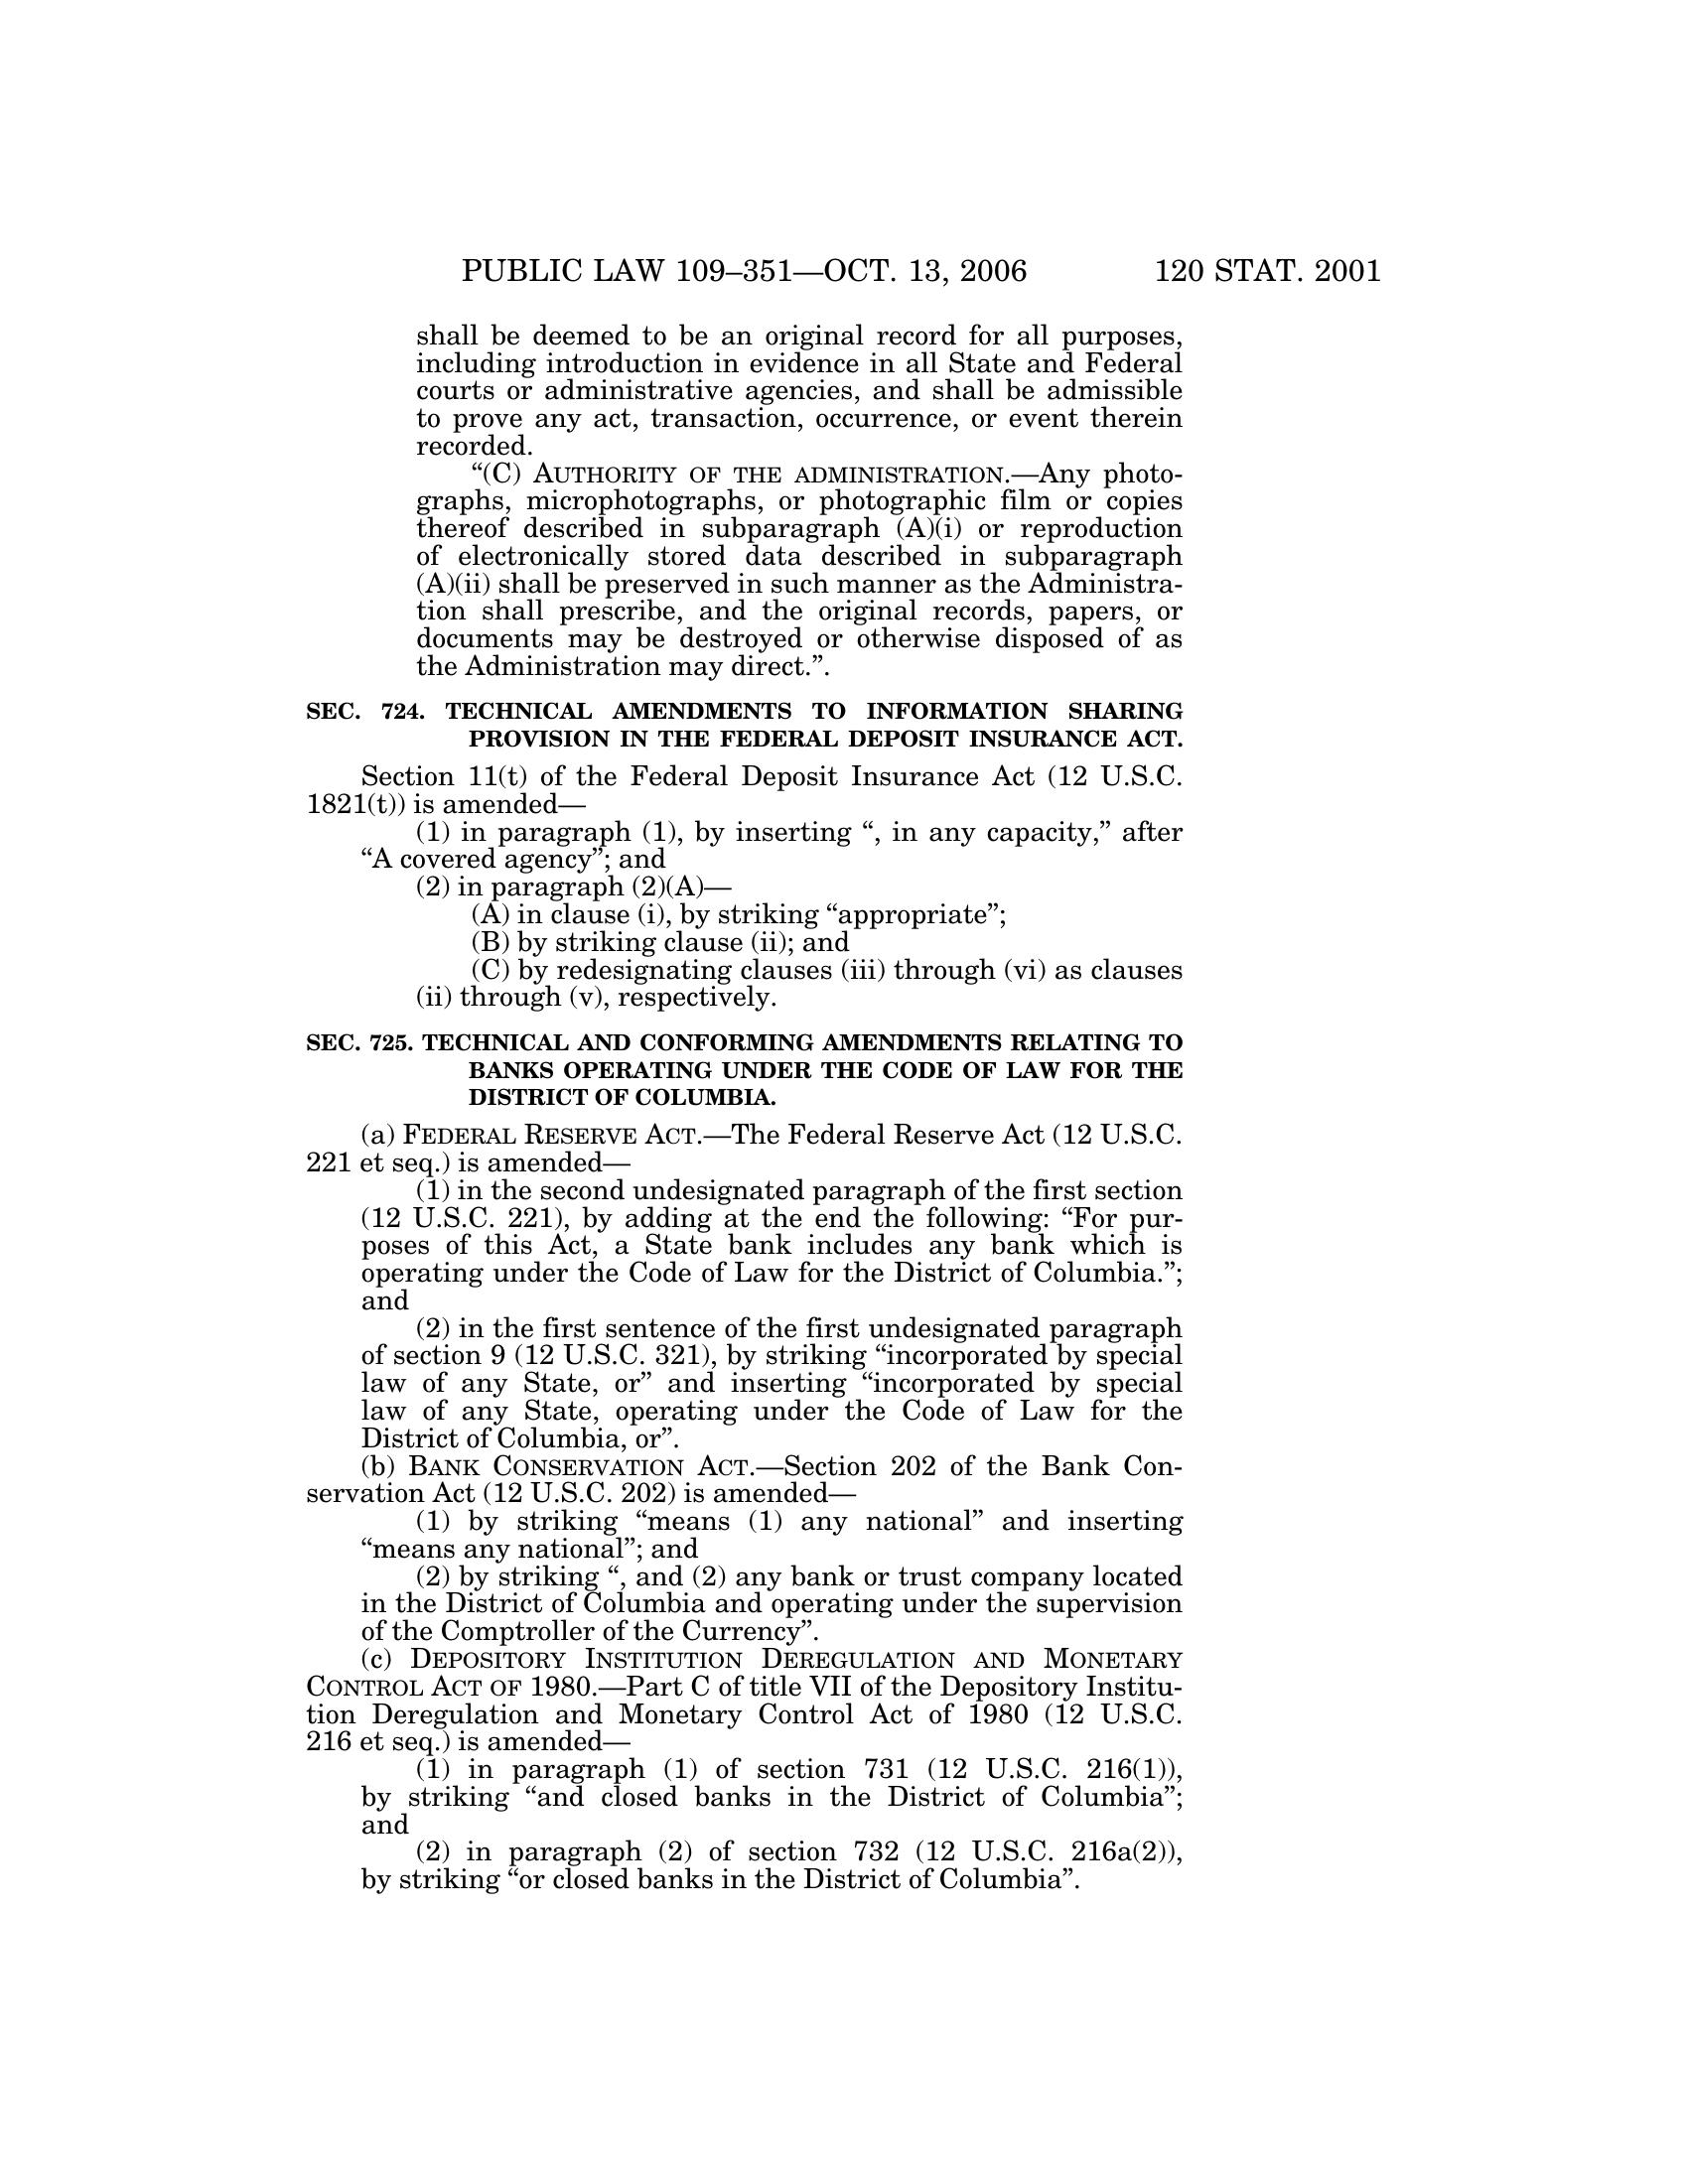 PUBLIC LAW 109–351—OCT. 13, 2006 120 STAT. 2001
shall be deemed to be an original record for all purposes,
including introduction in evidence in all State and Federal
courts or administrative agencies, and shall be admissible
to prove any act, transaction, occurrence, or event therein
recorded.
“(C) AUTHORITY OF THE ADMINISTRATION.—Any photo-
graphs, microphotographs, or photographic film or copies
thereof described in subparagraph (A)(i) or reproduction
of electronically stored data described in subparagraph
(A)(ii) shall be preserved in such manner as the Administra-
tion shall prescribe, and the original records, papers, or
documents may be destroyed or otherwise disposed of as
the Administration may direct.”.
SEC. 724. TECHNICAL AMENDMENTS TO INFORMATION SHARING
PROVISION IN THE FEDERAL DEPOSIT INSURANCE ACT.
Section 11(t) of the Federal Deposit Insurance Act (12 U.S.C.
1821(t)) is amended—
(1) in paragraph (1), by inserting “, in any capacity,” after
“A covered agency”; and
(2) in paragraph (2)(A)—
(A) in clause (i), by striking “appropriate”;
(B) by striking clause (ii); and
(C) by redesignating clauses (iii) through (vi) as clauses
(ii) through (v), respectively.
SEC. 725. TECHNICAL AND CONFORMING AMENDMENTS RELATING TO
BANKS OPERATING UNDER THE CODE OF LAW FOR THE
DISTRICT OF COLUMBIA.
(a) FEDERAL RESERVE ACT.—The Federal Reserve Act (12 U.S.C.
221 et seq.) is amended—
(1) in the second undesignated paragraph of the first section
(12 U.S.C. 221), by adding at the end the following: “For pur-
poses of this Act, a State bank includes any bank which is
operating under the Code of Law for the District of Columbia.”;
and
(2) in the first sentence of the first undesignated paragraph
of section 9 (12 U.S.C. 321), by striking “incorporated by special
law of any State, or” and inserting “incorporated by special
law of any State, operating under the Code of Law for the
District of Columbia, or”.
(b) BANK CONSERVATION ACT.—Section 202 of the Bank Con-
servation Act (12 U.S.C. 202) is amended—
(1) by striking “means (1) any national” and inserting
“means any national”; and
(2) by striking “, and (2) any bank or trust company located
in the District of Columbia and operating under the supervision
of the Comptroller of the Currency”.
(c) DEPOSITORY INSTITUTION DEREGULATION AND MONETARY
CONTROL ACT OF 1980.—Part C of title VII of the Depository Institu-
tion Deregulation and Monetary Control Act of 1980 (12 U.S.C.
216 et seq.) is amended—
(1) in paragraph (1) of section 731 (12 U.S.C. 216(1)),
by striking “and closed banks in the District of Columbia”;
and
(2) in paragraph (2) of section 732 (12 U.S.C. 216a(2)),
by striking “or closed banks in the District of Columbia”.